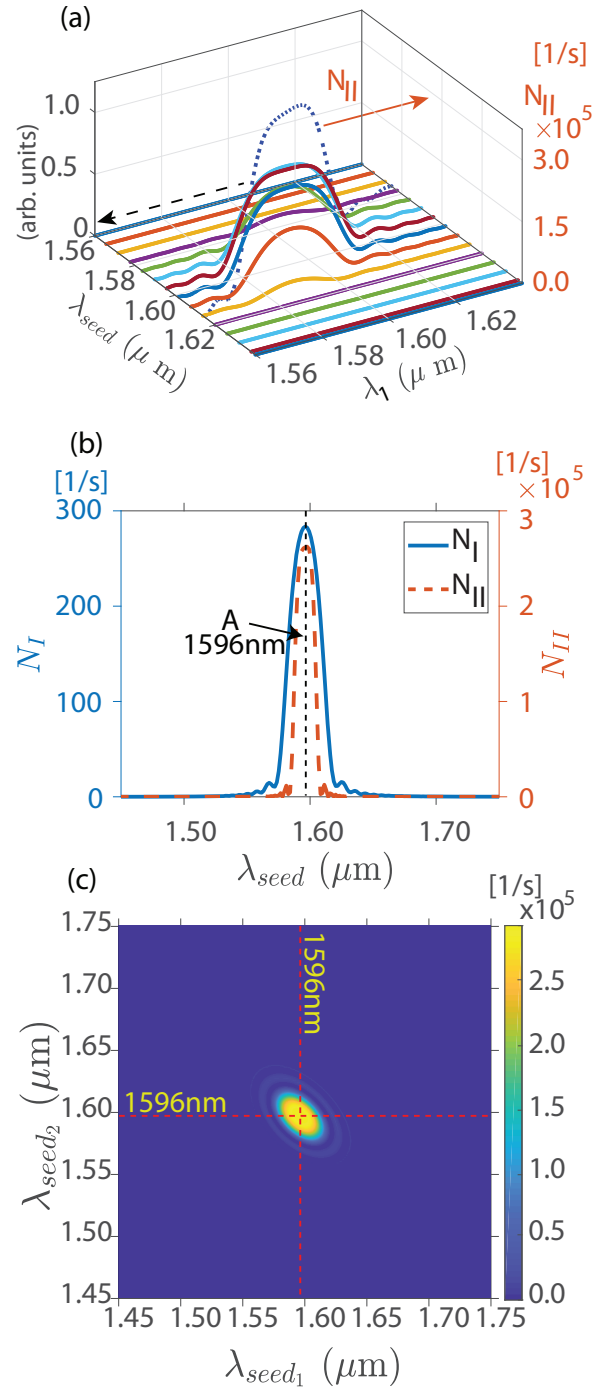 (a)
[1/s]
N_II
N_II
×10^5
1.0
0.5
0
(arb. units)
3.0
1.5
0.0
1.56
1.58
1.60
1.62
λ_seed (μ m)
1.56
1.58
1.60
1.62
λ_1 (μ m)
(b)
[1/s]
[1/s]
×10^5
300
200
100
0
N_I
3
2
1
0
N_II
N_I
N_II
A
1596nm
1.50
1.60
1.70
λ_seed (μm)
(c)
[1/s]
x10^5
1.75
1.70
1.65
1.60
1.55
1.50
1.45
λ_seed_2 (μm)
1596nm
1596nm
2.5
2.0
1.5
1.0
0.5
0.0
1.45
1.50
1.55
1.60
1.65
1.70
1.75
λ_seed_1 (μm)